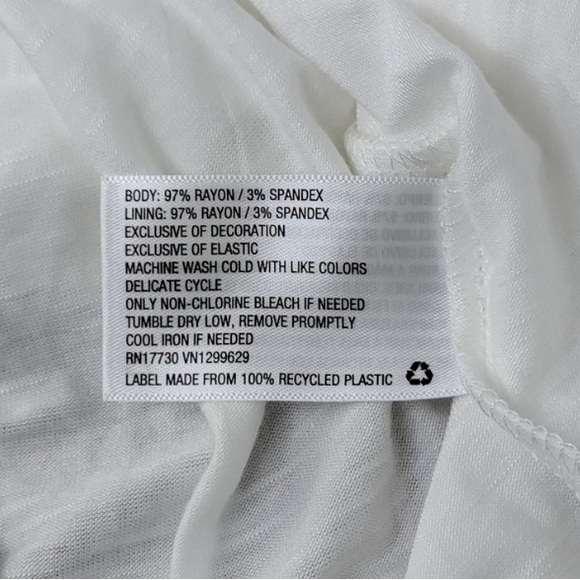 BODY: 97% RAYON / 3% SPANDEX
LINING: 97% RAYON / 3% SPANDEX
EXCLUSIVE OF DECORATION
EXCLUSIVE OF ELASTIC
MACHINE WASH COLD WITH LIKE COLORS
DELICATE CYCLE
ONLY NON-CHLORINE BLEACH IF NEEDED
TUMBLE DRY LOW, REMOVE PROMPTLY
COOL IRON IF NEEDED
RN17730 VN1299629
LABEL MADE FROM 100% RECYCLED PLASTIC